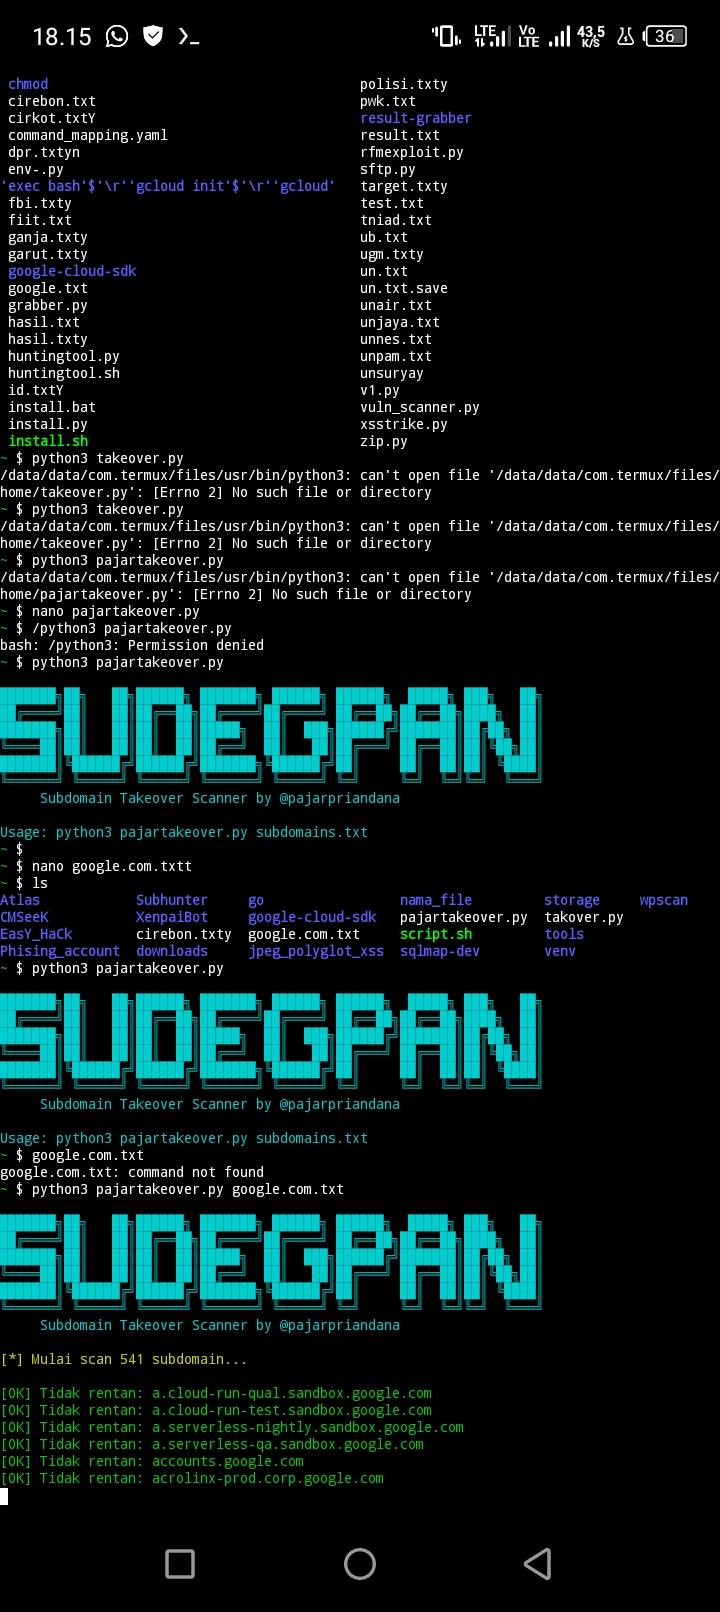 18.15 LTE Vo LTE 43,5 K/S 36
chmod polisi.txty
cirebon.txt pwk.txt
cirkot.txtY result-grabber
command_mapping.yaml result.txt
dpr.txtyn rfmexploit.py
env-.py sftp.py
'exec bash'$'\r''gcloud init'$'\r''gcloud' target.txty
fbi.txty test.txt
fiit.txt tniad.txt
ganja.txty ub.txt
garut.txty ugm.txty
google-cloud-sdk un.txt
google.txt un.txt.save
grabber.py unair.txt
hasil.txt unjaya.txt
hasil.txty unnes.txt
huntingtool.py unpam.txt
huntingtool.sh unsuryay
id.txtY v1.py
install.bat vuln_scanner.py
install.py xsstrike.py
install.sh zip.py
~ $ python3 takeover.py
/data/data/com.termux/files/usr/bin/python3: can't open file '/data/data/com.termux/files/
home/takeover.py': [Errno 2] No such file or directory
~ $ python3 takeover.py
/data/data/com.termux/files/usr/bin/python3: can't open file '/data/data/com.termux/files/
home/takeover.py': [Errno 2] No such file or directory
~ $ python3 pajartakeover.py
/data/data/com.termux/files/usr/bin/python3: can't open file '/data/data/com.termux/files/
home/pajartakeover.py': [Errno 2] No such file or directory
~ $ nano pajartakeover.py
~ $ /python3 pajartakeover.py
bash: /python3: Permission denied
~ $ python3 pajartakeover.py
SUDEGPAN
Subdomain Takeover Scanner by @pajarpriandana
Usage: python3 pajartakeover.py subdomains.txt
~ $
~ $ nano google.com.txtt
~ $ ls
Atlas Subhunter go nama_file storage wpscan
CMSeeK XenpaiBot google-cloud-sdk pajartakeover.py takover.py
EasY_HaCk cirebon.txty google.com.txt script.sh tools
Phising_account downloads jpeg_polyglot_xss sqlmap-dev venv
~ $ python3 pajartakeover.py
SUDEGPAN
Subdomain Takeover Scanner by @pajarpriandana
Usage: python3 pajartakeover.py subdomains.txt
~ $ google.com.txt
google.com.txt: command not found
~ $ python3 pajartakeover.py google.com.txt
SUDEGPAN
Subdomain Takeover Scanner by @pajarpriandana
[*] Mulai scan 541 subdomain...
[OK] Tidak rentan: a.cloud-run-qual.sandbox.google.com
[OK] Tidak rentan: a.cloud-run-test.sandbox.google.com
[OK] Tidak rentan: a.serverless-nightly.sandbox.google.com
[OK] Tidak rentan: a.serverless-qa.sandbox.google.com
[OK] Tidak rentan: accounts.google.com
[OK] Tidak rentan: acrolinx-prod.corp.google.com